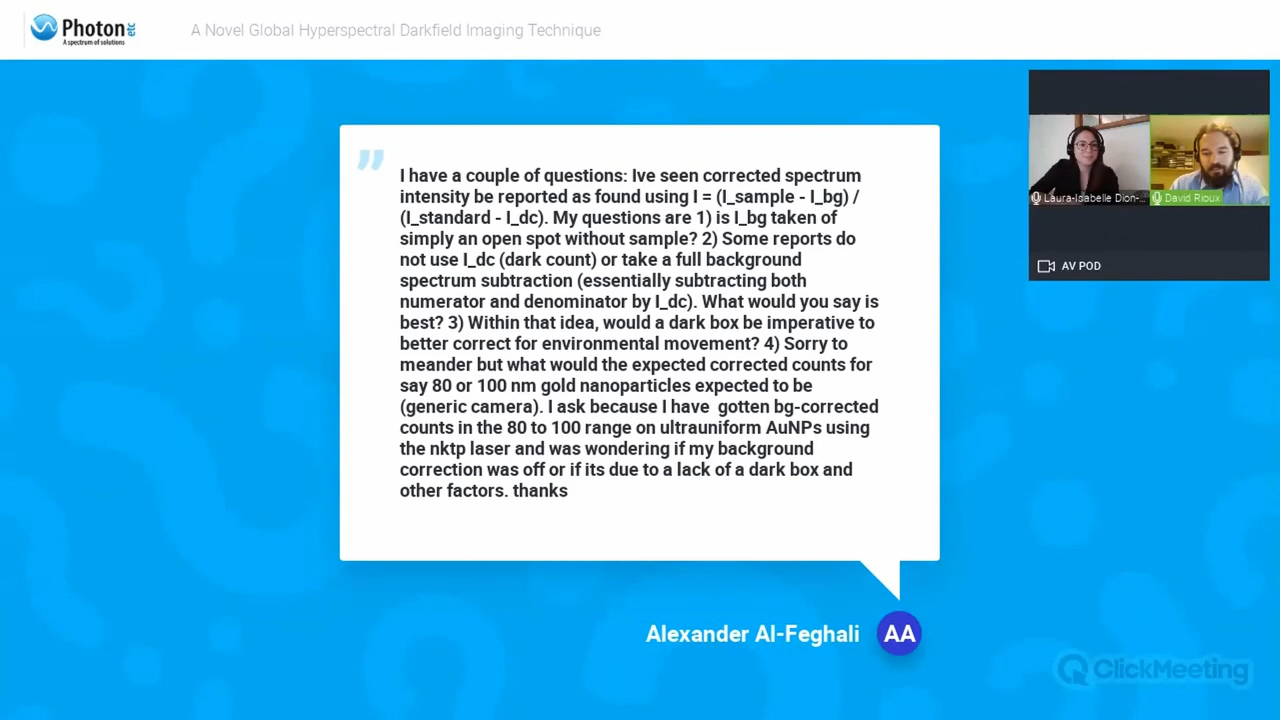 Photon etc
A spectrum of solutions
A Novel Global Hyperspectral Darkfield Imaging Technique
I have a couple of questions: Ive seen corrected spectrum
intensity be reported as found using I = (I_sample - I_bg) /
(I_standard - I_dc). My questions are 1) is I_bg taken of
simply an open spot without sample? 2) Some reports do
not use I_dc (dark count) or take a full background
spectrum subtraction (essentially subtracting both
numerator and denominator by I_dc). What would you say is
best? 3) Within that idea, would a dark box be imperative to
better correct for environmental movement? 4) Sorry to
meander but what would the expected corrected counts for
say 80 or 100 nm gold nanoparticles expected to be
(generic camera). I ask because I have gotten bg-corrected
counts in the 80 to 100 range on ultrauniform AuNPs using
the nktp laser and was wondering if my background
correction was off or if its due to a lack of a dark box and
other factors. thanks
Alexander Al-Feghali
AA
Laura-Isabelle Dion-...
David Rioux
AV POD
ClickMeeting